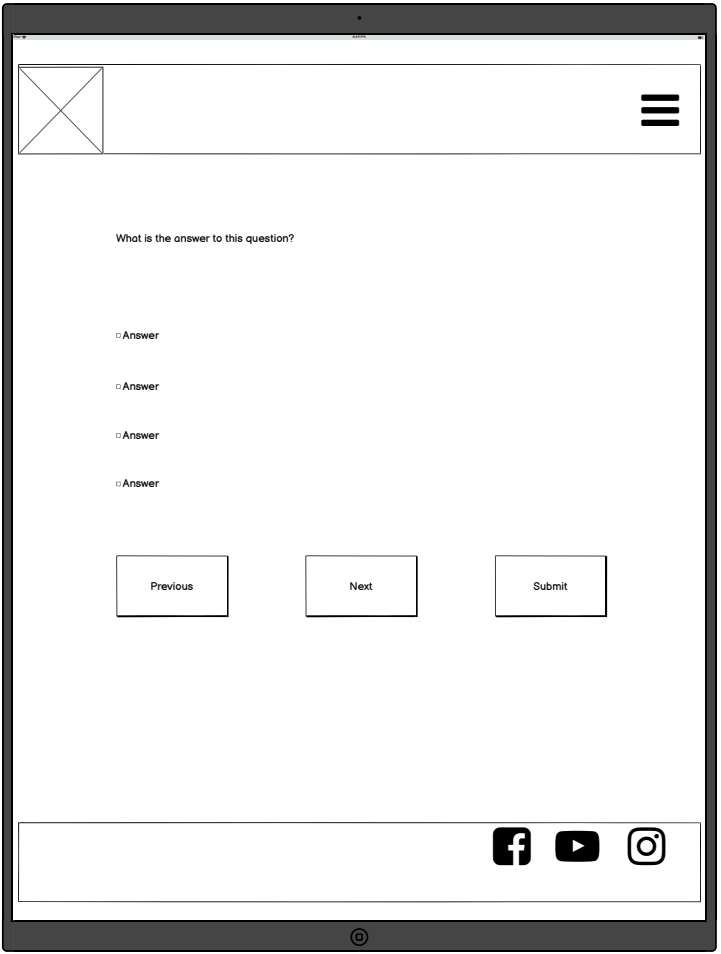 What is the answer to this question?
Answer
Answer
Answer
Answer
Previous
Next
Submit